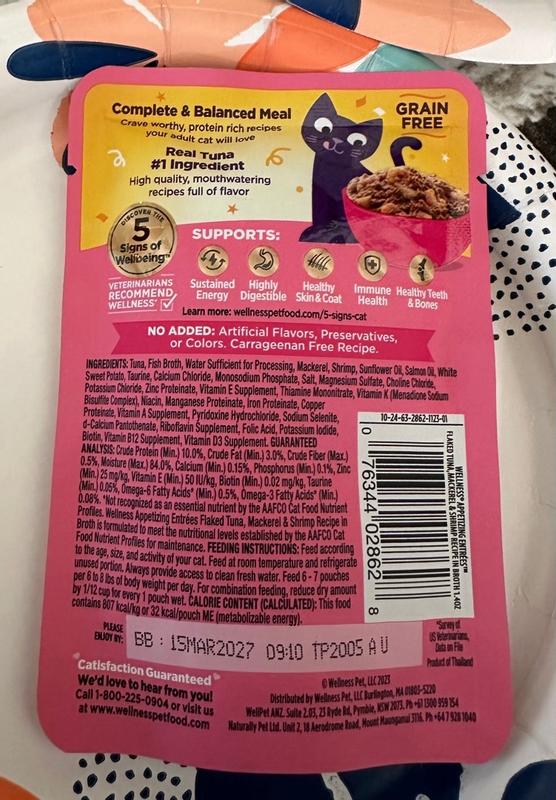 Complete & Balanced Meal
Crave worthy, protein rich recipes
your adult cat will love
Real Tuna
#1 Ingredient
High quality, mouthwatering
recipes full of flavor
GRAIN
FREE
DISCOVER THE
5
Signs of
Wellbeing™
VETERINARIANS
RECOMMEND
WELLNESS*
SUPPORTS:
Sustained
Energy
Highly
Digestible
Healthy
Skin & Coat
Immune
Health
Healthy Teeth
& Bones
Learn more: wellnesspetfood.com/5-signs-cat
NO ADDED: Artificial Flavors, Preservatives,
or Colors. Carrageenan Free Recipe.
INGREDIENTS: Tuna, Fish Broth, Water Sufficient for Processing, Mackerel, Shrimp, Sunflower Oil, Salmon Oil, White
Sweet Potato, Taurine, Calcium Chloride, Monosodium Phosphate, Salt, Magnesium Sulfate, Choline Chloride,
Potassium Chloride, Zinc Proteinate, Vitamin E Supplement, Thiamine Mononitrate, Vitamin K (Menadione Sodium
Bisulfite Complex), Niacin, Manganese Proteinate, Iron Proteinate, Copper
Proteinate, Vitamin A Supplement, Pyridoxine Hydrochloride, Sodium Selenite,
d-Calcium Pantothenate, Riboflavin Supplement, Folic Acid, Potassium Iodide,
Biotin, Vitamin B12 Supplement, Vitamin D3 Supplement. GUARANTEED
ANALYSIS: Crude Protein (Min.) 10.0%, Crude Fat (Min.) 3.0%, Crude Fiber (Max.)
0.5%, Moisture (Max.) 84.0%, Calcium (Min.) 0.15%, Phosphorus (Min.) 0.1%, Zinc
(Min.) 25 mg/kg, Vitamin E (Min.) 50 IU/kg, Biotin (Min.) 0.02 mg/kg, Taurine
(Min.) 0.05%, Omega-6 Fatty Acids* (Min.) 0.5%, Omega-3 Fatty Acids* (Min.)
0.08%. *Not recognized as an essential nutrient by the AAFCO Cat Food Nutrient
Profiles. Wellness Appetizing Entrées Flaked Tuna, Mackerel & Shrimp Recipe in
Broth is formulated to meet the nutritional levels established by the AAFCO Cat
Food Nutrient Profiles for maintenance. FEEDING INSTRUCTIONS: Feed according
to the age, size, and activity of your cat. Feed at room temperature and refrigerate
unused portion. Always provide access to clean fresh water. Feed 6 - 7 pouches
per 6 to 8 lbs of body weight per day. For combination feeding, reduce dry amount
by 1/12 cup for every 1 pouch wet. CALORIE CONTENT (CALCULATED): This food
contains 807 kcal/kg or 32 kcal/pouch ME (metabolizable energy).
10-24-63-2862-1123-01
0 76344 02862 8
WELLNESS® APPETIZING ENTRÉES™
FLAKED TUNA, MACKEREL & SHRIMP RECIPE IN BROTH 1.4OZ
PLEASE
ENJOY BY:
BB : 15MAR2027 09:10 TP2005 A U
*Survey of
US Veterinarians,
Data on File
Product of Thailand
Catisfaction Guaranteed
We'd love to hear from you!
Call 1-800-225-0904 or visit us
at www.wellnesspetfood.com
© Wellness Pet, LLC 2023
Distributed by Wellness Pet, LLC Burlington, MA 01803-5220
WellPet ANZ. Suite 2.03, 23 Ryde Rd, Pymble, NSW 2073. Ph +61 1300 959 154
Naturally Pet Ltd. Unit 2, 18 Aerodrome Road, Mount Maunganui 3116. Ph +64 7 928 1040